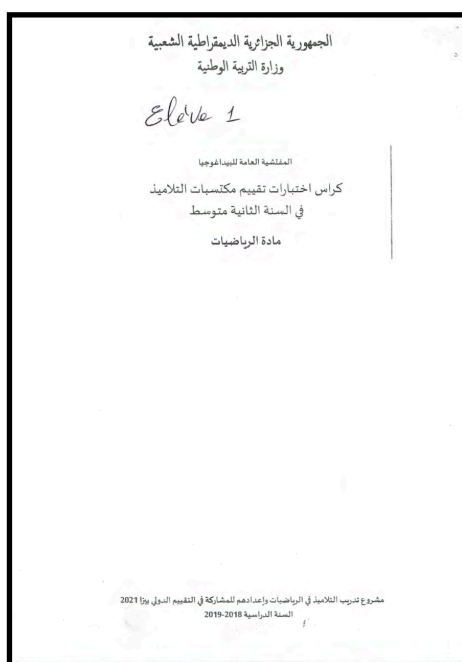 الجمهورية الجزائرية الديمقراطية الشعبية
وزارة التربية الوطنية
Elève 1
المفتشية العامة للبيداغوجيا
كراس اختبارات تقييم مكتسبات التلاميذ
في السنة الثانية متوسط
مادة الرياضيات
مشروع تدريب التلاميذ في الرياضيات وإعدادهم للمشاركة في التقييم الدولي بيزا 2021
السنة الدراسية 2018-2019